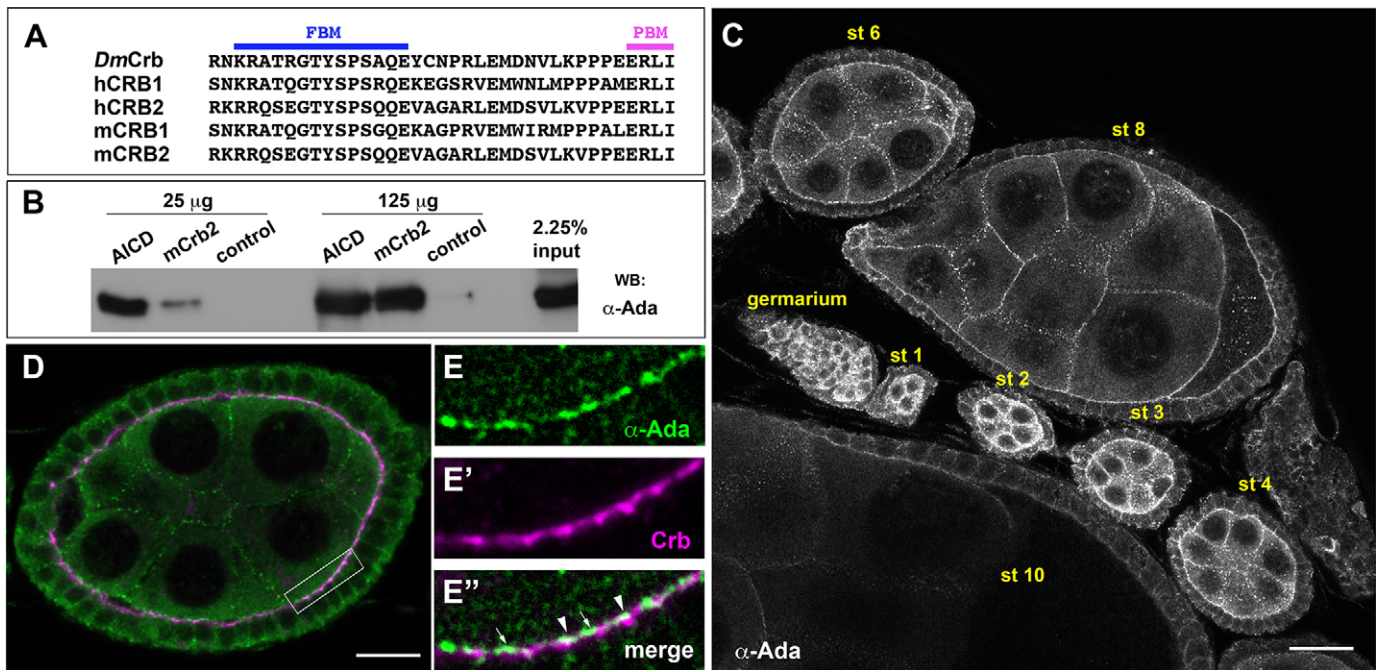 A
FBM PBM
DmCrb RNKRATRGTYSPSAQEYCNPRLEMDNVLKPPPEERLI
hCRB1 SNKRATQGTYSPSRQEKEGSRVEMWNLMPPPAMERLI
hCRB2 RKRRQSEGTYSPSQQEVAGARLEMDSVLKVPPEERLI
mCRB1 SNKRATQGTYSPSGQEKAGPRVEMWIRMPPPALERLI
mCRB2 RKRRQSEGTYSPSQQEVAGARLEMDSVLKVPPEERLI
B
25 μg 125 μg
AICD mCrb2 control AICD mCrb2 control 2.25%
input
WB:
α-Ada
C
st 6
st 8
germarium
st 1
st 2
st 3
st 4
st 10
α-Ada
D
E
α-Ada
E’
Crb
E”
merge